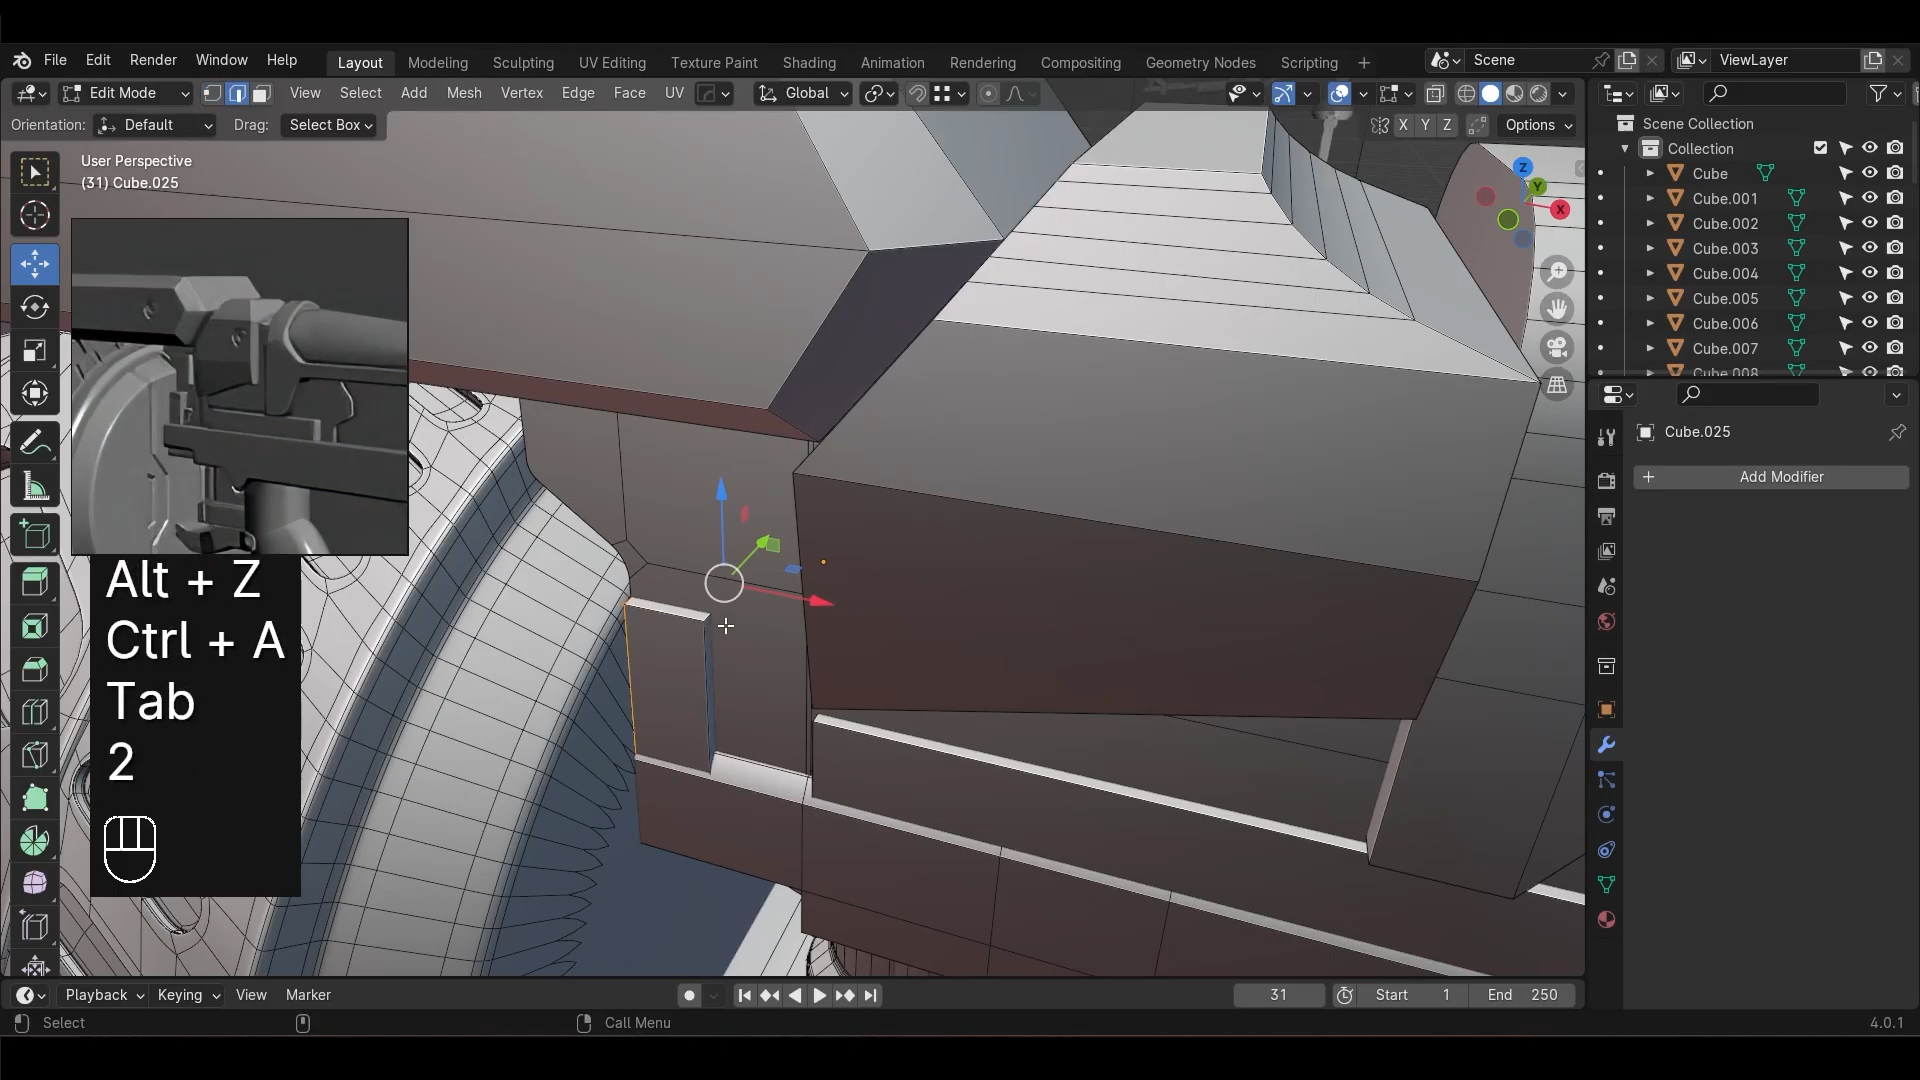 File Edit Render Window Help Layout Modeling Sculpting UV Editing Texture Paint Shading Animation Rendering Compositing Geometry Nodes Scripting + Scene ViewLayer
Edit Mode View Select Add Mesh Vertex Edge Face UV Global
Orientation: Default Drag: Select Box X Y Z Options
User Perspective
(31) Cube.025
Z
Y
X
Alt + Z
Ctrl + A
Tab
2
Scene Collection
Collection
Cube
Cube.001
Cube.002
Cube.003
Cube.004
Cube.005
Cube.006
Cube.007
Cube.008
Cube.025
+ Add Modifier
Playback Keying View Marker 31 Start 1 End 250
Select Call Menu 4.0.1